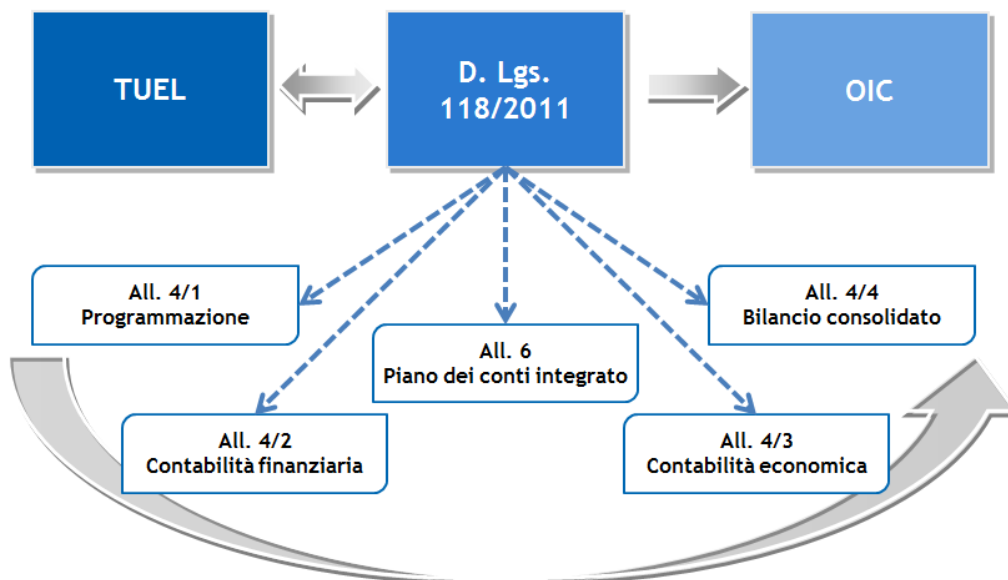 TUEL
D. Lgs.
118/2011
OIC
All. 4/1
Programmazione
All. 4/4
Bilancio consolidato
All. 6
Piano dei conti integrato
All. 4/2
Contabilità finanziaria
All. 4/3
Contabilità economica